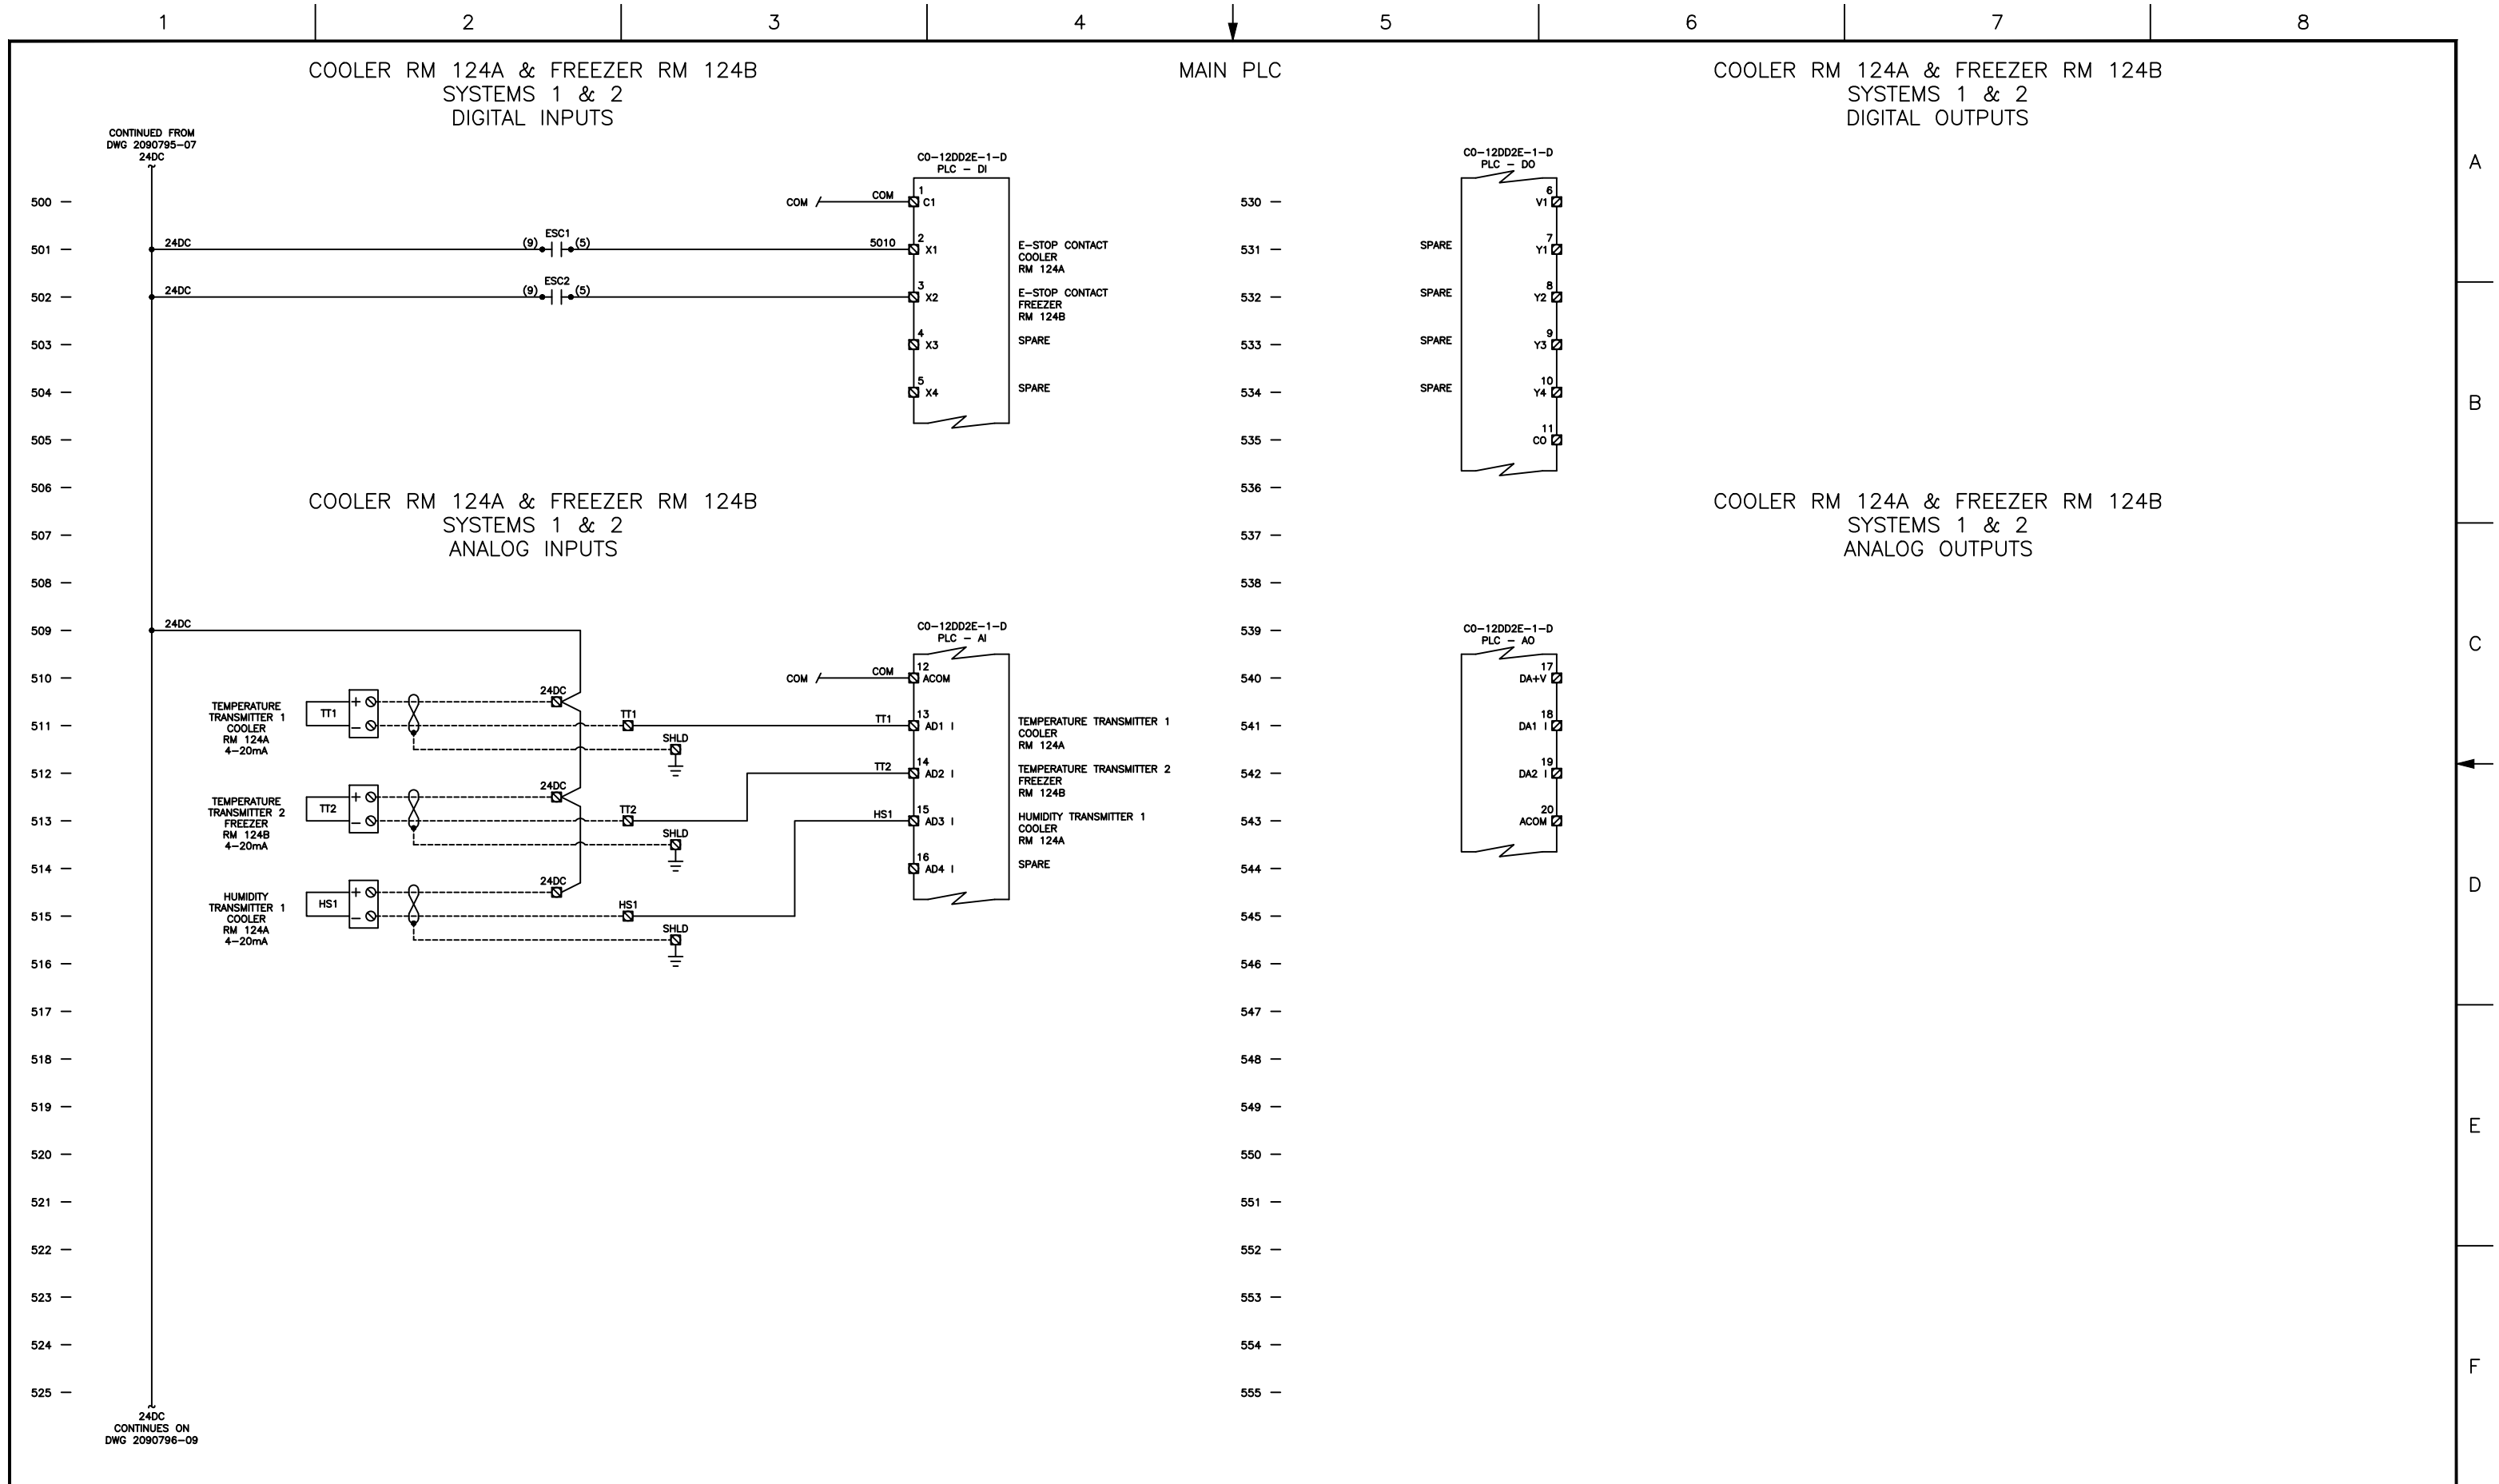 1 2 3 4 5 6 7 8
COOLER RM 124A & FREEZER RM 124B
SYSTEMS 1 & 2
DIGITAL INPUTS
MAIN PLC
COOLER RM 124A & FREEZER RM 124B
SYSTEMS 1 & 2
DIGITAL OUTPUTS
CONTINUED FROM
DWG 2090795-07
24DC
C0-12DD2E-1-D
PLC - DI
500
COM
COM
1
C1
501
24DC
(9)
ESC1
(5)
5010
2
X1
E-STOP CONTACT
COOLER
RM 124A
502
24DC
(9)
ESC2
(5)
3
X2
E-STOP CONTACT
FREEZER
RM 124B
503
4
X3
SPARE
504
5
X4
SPARE
505
506
COOLER RM 124A & FREEZER RM 124B
SYSTEMS 1 & 2
ANALOG INPUTS
507
508
509
24DC
C0-12DD2E-1-D
PLC - AI
510
COM
COM
12
ACOM
TEMPERATURE
TRANSMITTER 1
COOLER
RM 124A
4-20mA
TT1
+
-
24DC
511
TT1
TT1
13
AD1 I
TEMPERATURE TRANSMITTER 1
COOLER
RM 124A
SHLD
512
TT2
14
AD2 I
TEMPERATURE TRANSMITTER 2
FREEZER
RM 124B
TEMPERATURE
TRANSMITTER 2
FREEZER
RM 124B
4-20mA
TT2
+
-
24DC
513
TT2
HS1
15
AD3 I
HUMIDITY TRANSMITTER 1
COOLER
RM 124A
SHLD
514
16
AD4 I
SPARE
HUMIDITY
TRANSMITTER 1
COOLER
RM 124A
4-20mA
HS1
+
-
24DC
515
HS1
SHLD
516
517
518
519
520
521
522
523
524
525
24DC
CONTINUES ON
DWG 2090796-09
C0-12DD2E-1-D
PLC - DO
530
6
V1
531
SPARE
7
Y1
532
SPARE
8
Y2
533
SPARE
9
Y3
534
SPARE
10
Y4
535
11
CO
536
COOLER RM 124A & FREEZER RM 124B
SYSTEMS 1 & 2
ANALOG OUTPUTS
537
538
539
C0-12DD2E-1-D
PLC - AO
540
17
DA+V
541
18
DA1 I
542
19
DA2 I
543
20
ACOM
544
545
546
547
548
549
550
551
552
553
554
555
A
B
C
D
E
F